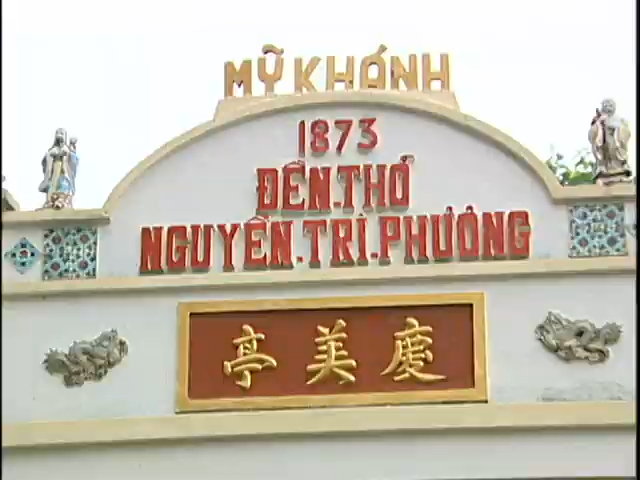 MỸ KHÁNH
1873
ĐỀN.THỜ
NGUYỄN.TRI.PHƯƠNG
亭美慶